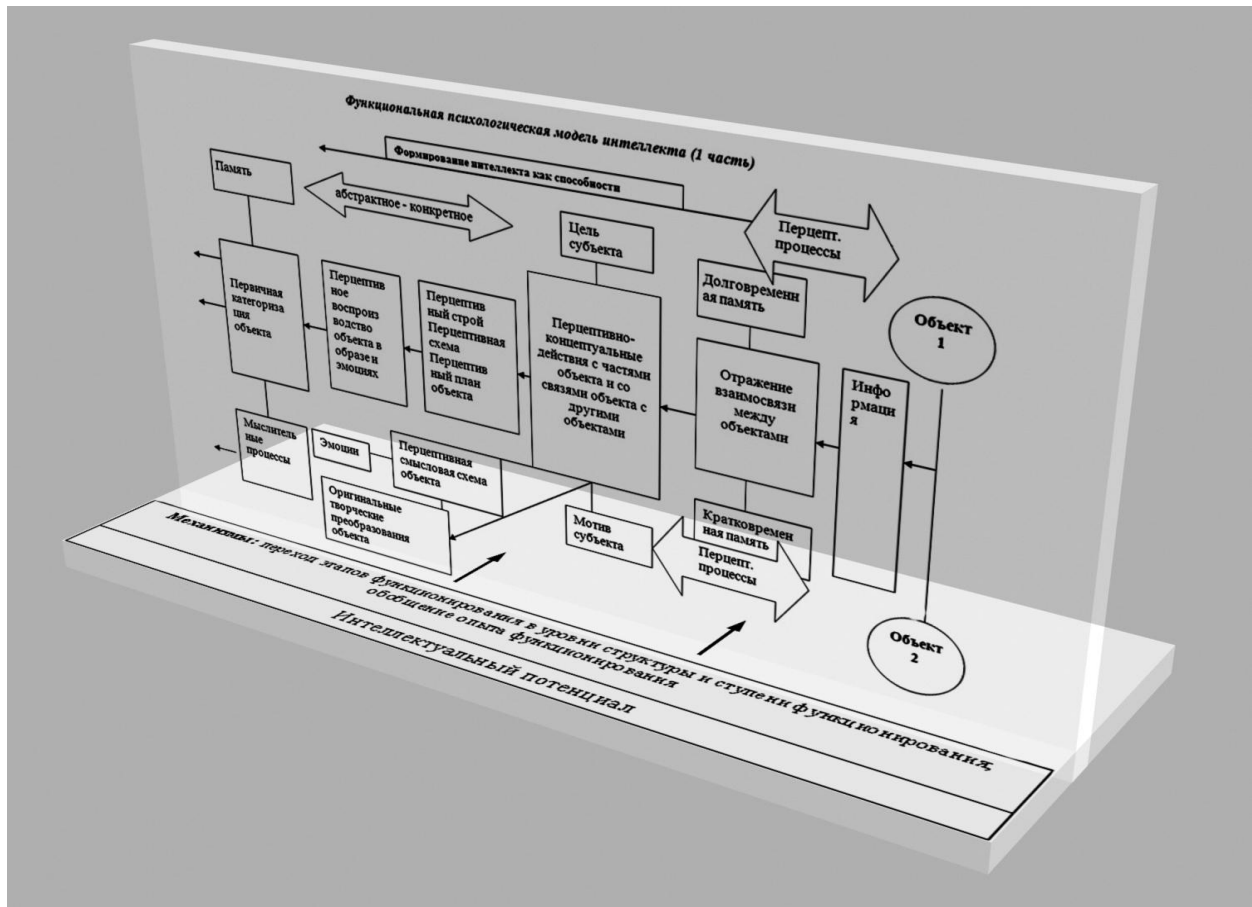 Функциональная психологическая модель интеллекта (1 часть)
Формирование интеллекта как способности
Память
абстрактное - конкретное
Цель
субъекта
Перцепт.
процессы
Первичная
категориза
ция
объекта
Перцептив
ное
воспроиз
водство
объекта в
образе и
эмоциях
Перцептив
ный строй
Перцептивная
схема
Перцептив
ный план
объекта
Перцептивно-
концептуальные
действия с частями
объекта и со
связями объекта с
другими
объектами
Долговременн
ая память
Отражение
взаимосвязи
между
объектами
Инфо
рмаци
я
Объект
1
Мыслитель
ные
процессы
Эмоции
Перцептивная
смысловая схема
объекта
Оригинальные
творческие
преобразования
объекта
Мотив
субъекта
Кратковремен
ная память
Перцепт.
процессы
Объект
2
Механизмы: переход этапов функционирования в уровни структуры и ступени функционирования,
обобщение опыта функционирования
Интеллектуальный потенциал